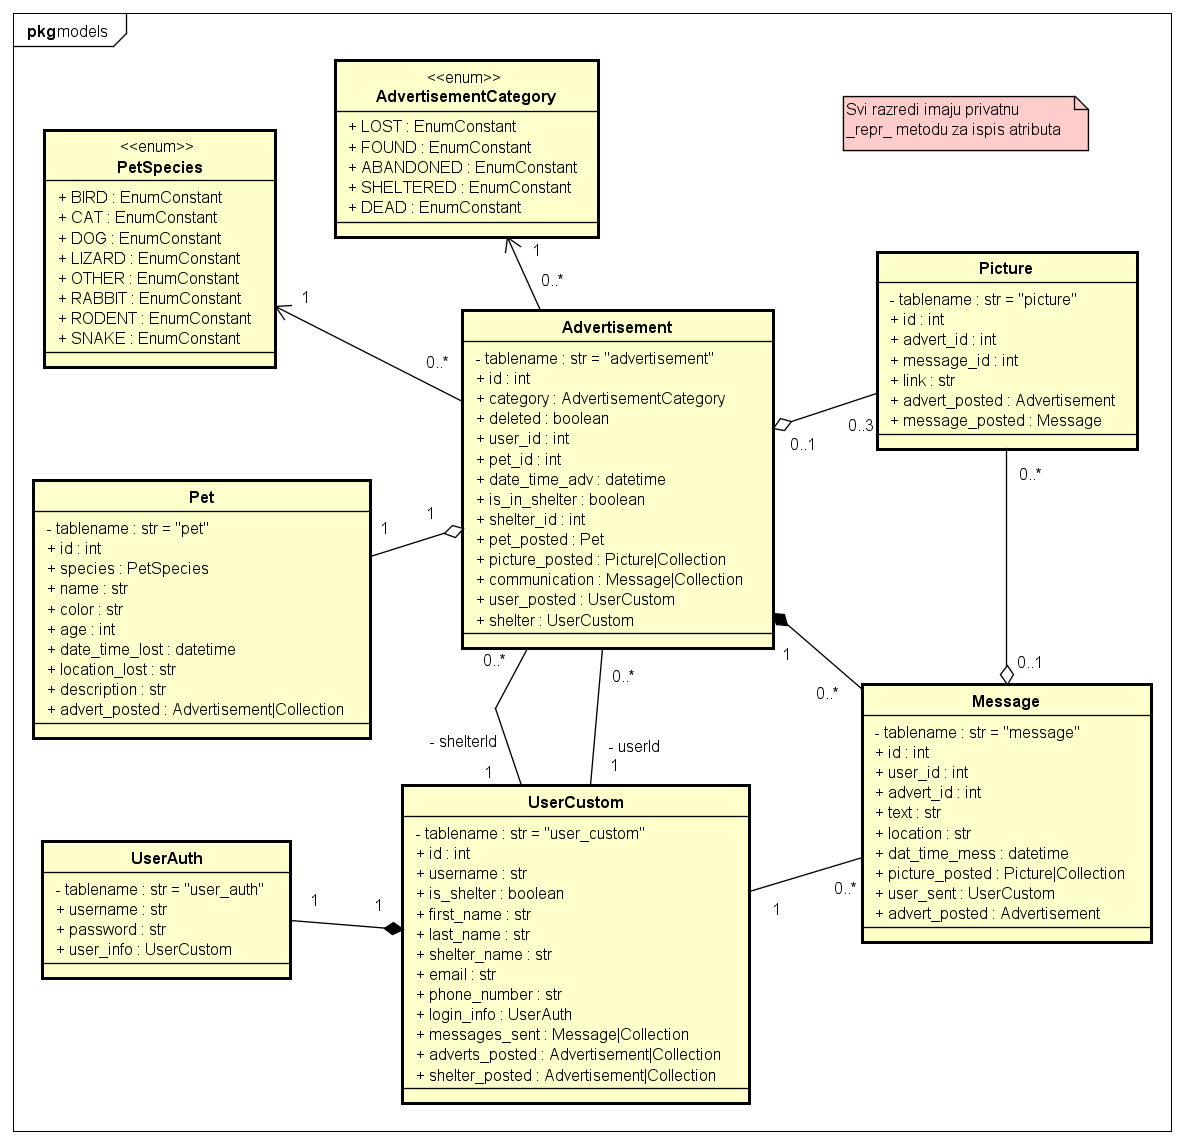 pkg models
<<enum>>
AdvertisementCategory
+ LOST : EnumConstant
+ FOUND : EnumConstant
+ ABANDONED : EnumConstant
+ SHELTERED : EnumConstant
+ DEAD : EnumConstant
Svi razredi imaju privatnu
_repr_ metodu za ispis atributa
<<enum>>
PetSpecies
+ BIRD : EnumConstant
+ CAT : EnumConstant
+ DOG : EnumConstant
+ LIZARD : EnumConstant
+ OTHER : EnumConstant
+ RABBIT : EnumConstant
+ RODENT : EnumConstant
+ SNAKE : EnumConstant
1
0..*
1
0..*
Picture
- tablename : str = "picture"
+ id : int
+ advert_id : int
+ message_id : int
+ link : str
+ advert_posted : Advertisement
+ message_posted : Message
Advertisement
- tablename : str = "advertisement"
+ id : int
+ category : AdvertisementCategory
+ deleted : boolean
+ user_id : int
+ pet_id : int
+ date_time_adv : datetime
+ is_in_shelter : boolean
+ shelter_id : int
+ pet_posted : Pet
+ picture_posted : Picture|Collection
+ communication : Message|Collection
+ user_posted : UserCustom
+ shelter : UserCustom
0..3
0..1
0..*
0..1
Pet
- tablename : str = "pet"
+ id : int
+ species : PetSpecies
+ name : str
+ color : str
+ age : int
+ date_time_lost : datetime
+ location_lost : str
+ description : str
+ advert_posted : Advertisement|Collection
1
1
0..*
0..*
- shelterId
- userId
1
1
1
0..*
Message
- tablename : str = "message"
+ id : int
+ user_id : int
+ advert_id : int
+ text : str
+ location : str
+ dat_time_mess : datetime
+ picture_posted : Picture|Collection
+ user_sent : UserCustom
+ advert_posted : Advertisement
UserCustom
- tablename : str = "user_custom"
+ id : int
+ username : str
+ is_shelter : boolean
+ first_name : str
+ last_name : str
+ shelter_name : str
+ email : str
+ phone_number : str
+ login_info : UserAuth
+ messages_sent : Message|Collection
+ adverts_posted : Advertisement|Collection
+ shelter_posted : Advertisement|Collection
0..*
1
UserAuth
- tablename : str = "user_auth"
+ username : str
+ password : str
+ user_info : UserCustom
1
1